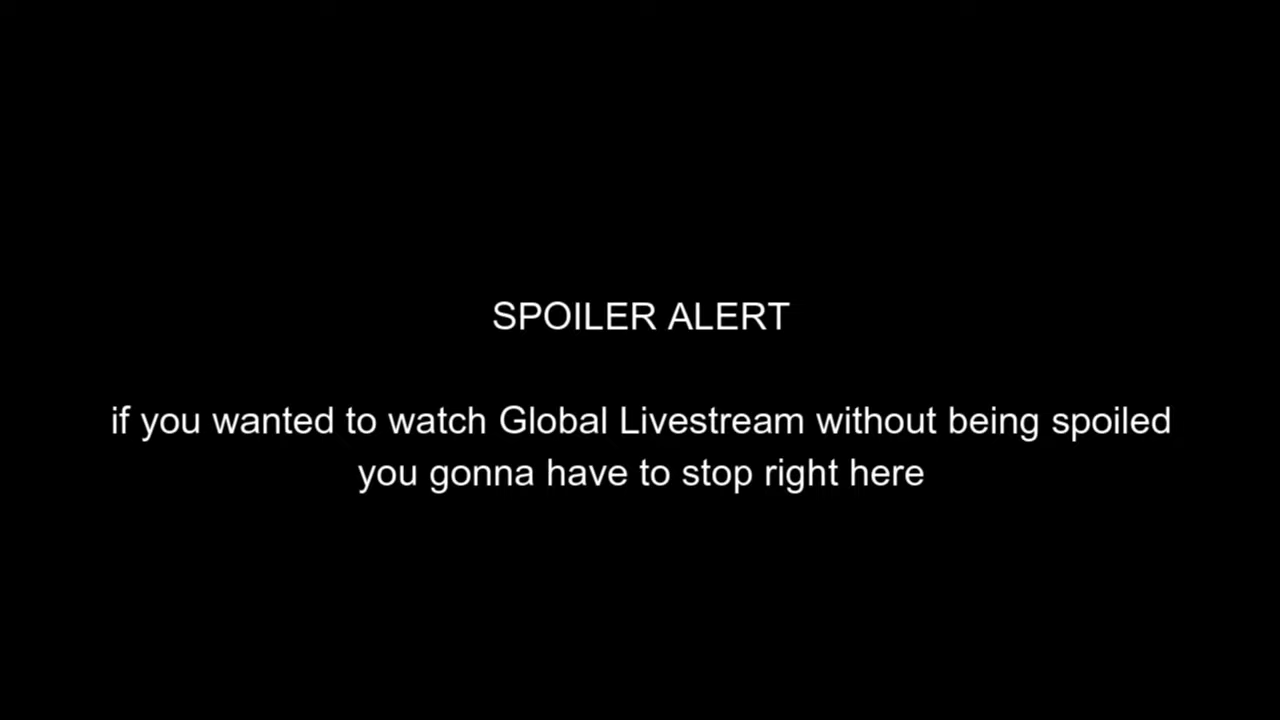 SPOILER ALERT
if you wanted to watch Global Livestream without being spoiled
you gonna have to stop right here